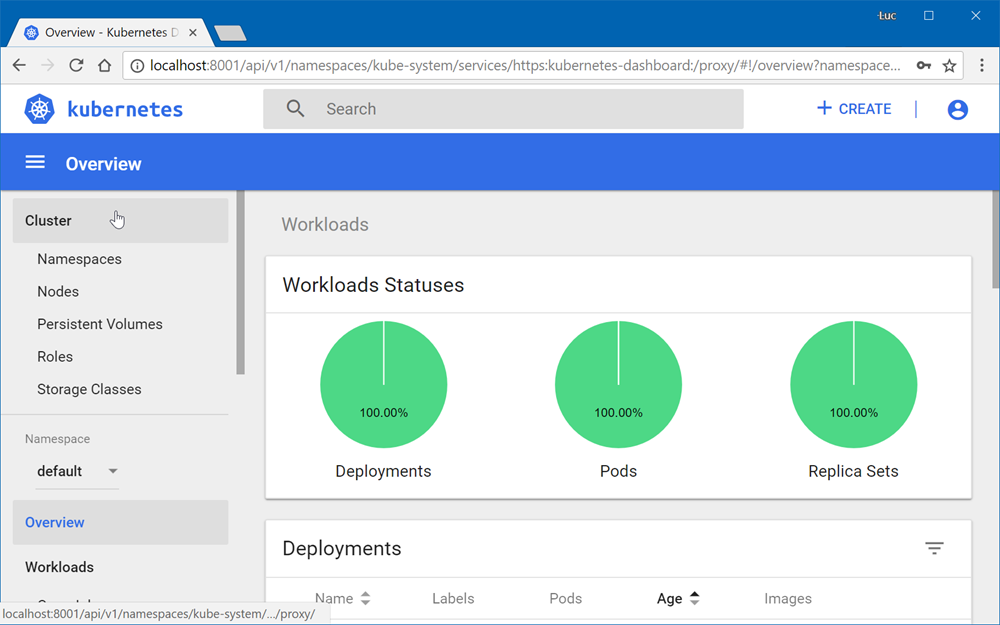 Luc
Overview - Kubernetes D
localhost:8001/api/v1/namespaces/kube-system/services/https:kubernetes-dashboard:/proxy/#!/overview?namespace...
kubernetes
Search
+ CREATE
Overview
Cluster
Namespaces
Nodes
Persistent Volumes
Roles
Storage Classes
Namespace
default
Overview
Workloads
Workloads
Workloads Statuses
100.00%
100.00%
100.00%
Deployments
Pods
Replica Sets
Deployments
Name
Labels
Pods
Age
Images
localhost:8001/api/v1/namespaces/kube-system/.../proxy/